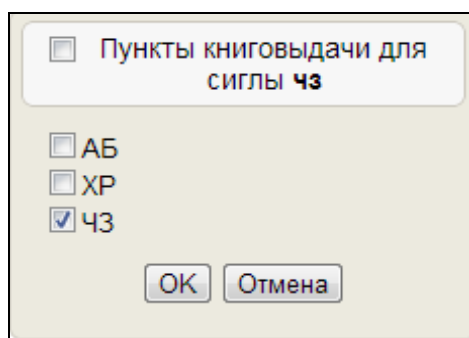 Пункты книговыдачи для
сиглы чз
АБ
ХР
ЧЗ
OK Отмена